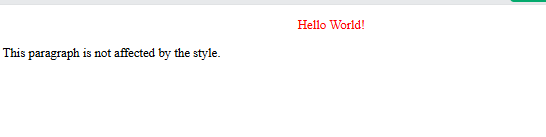 Hello World!
This paragraph is not affected by the style.